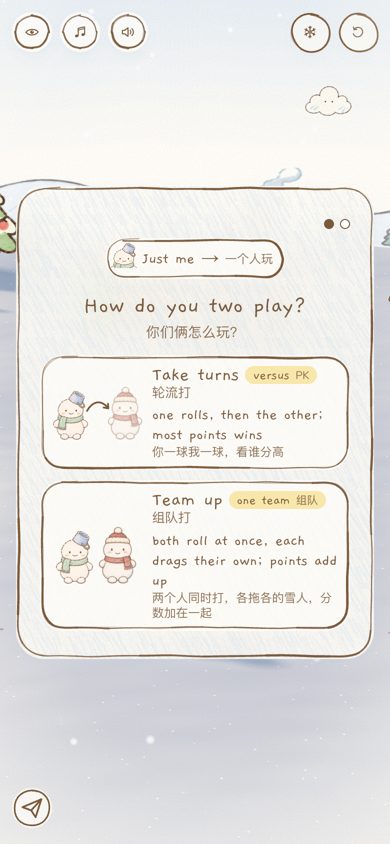 Just me → 一个人玩
How do you two play?
你们俩怎么玩?
Take turns versus PK
轮流打
one rolls, then the other;
most points wins
你一球我一球，看谁分高
Team up one team 组队
组队打
both roll at once, each
drags their own; points add
up
两个人同时打，各拖各的雪人，分
数加在一起